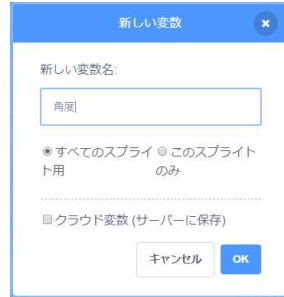 新しい変数
新しい変数名:
角度
すべてのスプライ このスプライト
ト用 のみ
クラウド変数 (サーバーに保存)
キャンセル OK